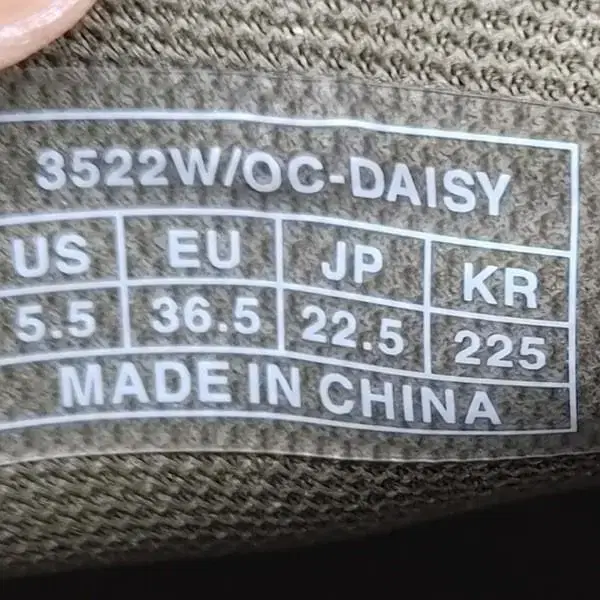 3522W/OC-DAISY
US EU JP KR
5.5 36.5 22.5 225
MADE IN CHINA